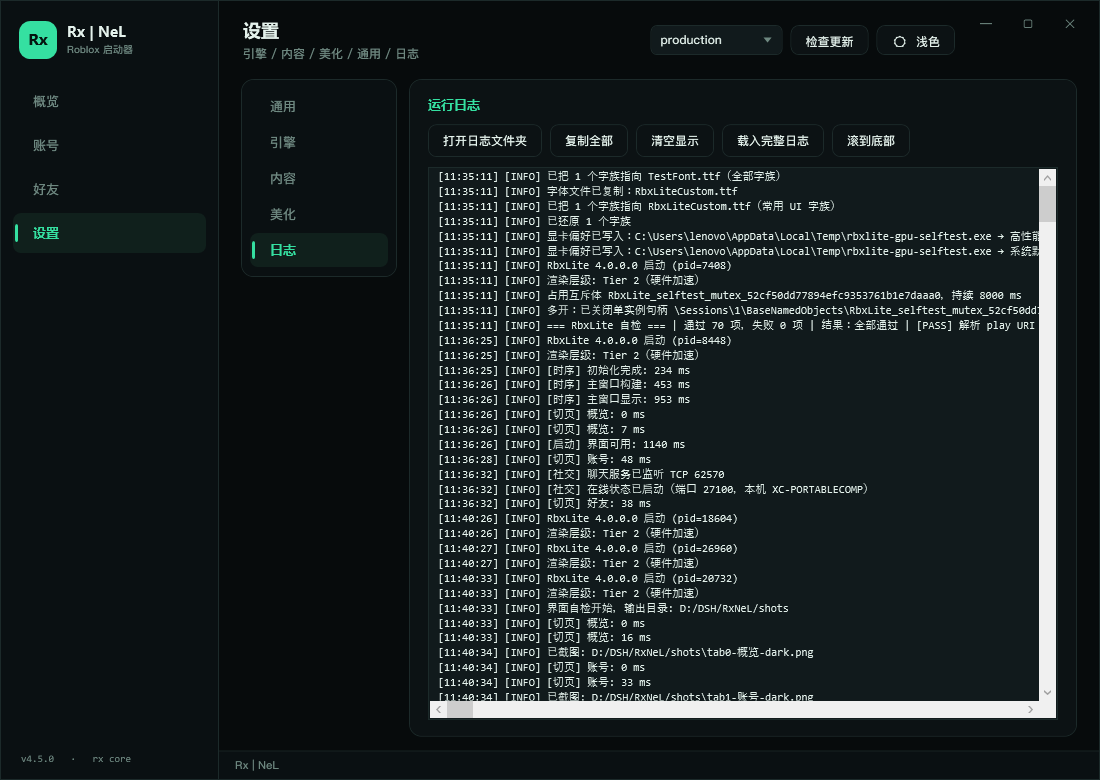 Rx
Rx | NeL
Roblox 启动器
概览
账号
好友
设置
v4.5.0 · rx core
设置
引擎 / 内容 / 美化 / 通用 / 日志
production
检查更新
浅色
通用
引擎
内容
美化
日志
运行日志
打开日志文件夹
复制全部
清空显示
载入完整日志
滚到底部
[11:35:11] [INFO] 已把 1 个字族指向 TestFont.ttf（全部字族）
[11:35:11] [INFO] 字体文件已复制：RbxLiteCustom.ttf
[11:35:11] [INFO] 已把 1 个字族指向 RbxLiteCustom.ttf（常用 UI 字族）
[11:35:11] [INFO] 已还原 1 个字族
[11:35:11] [INFO] 显卡偏好已写入：C:\Users\lenovo\AppData\Local\Temp\rbxlite-gpu-selftest.exe → 高性能
[11:35:11] [INFO] 显卡偏好已写入：C:\Users\lenovo\AppData\Local\Temp\rbxlite-gpu-selftest.exe → 系统默
[11:35:11] [INFO] RbxLite 4.0.0.0 启动 (pid=7408)
[11:35:11] [INFO] 渲染层级: Tier 2（硬件加速）
[11:35:11] [INFO] 占用互斥体 RbxLite_selftest_mutex_52cf50dd77894efc9353761b1e7daaa0，持续 8000 ms
[11:35:11] [INFO] 多开：已关闭单实例句柄 \Sessions\1\BaseNamedObjects\RbxLite_selftest_mutex_52cf50dd7
[11:35:11] [INFO] === RbxLite 自检 === | 通过 70 项，失败 0 项 | 结果：全部通过 | [PASS] 解析 play URI
[11:36:25] [INFO] RbxLite 4.0.0.0 启动 (pid=8448)
[11:36:25] [INFO] 渲染层级: Tier 2（硬件加速）
[11:36:25] [INFO] [时序] 初始化完成: 234 ms
[11:36:26] [INFO] [时序] 主窗口构建: 453 ms
[11:36:26] [INFO] [时序] 主窗口显示: 953 ms
[11:36:26] [INFO] [切页] 概览: 0 ms
[11:36:26] [INFO] [切页] 概览: 7 ms
[11:36:26] [INFO] [启动] 界面可用: 1140 ms
[11:36:28] [INFO] [切页] 账号: 48 ms
[11:36:32] [INFO] [社交] 聊天服务已监听 TCP 62570
[11:36:32] [INFO] [社交] 在线状态已启动（端口 27100，本机 XC-PORTABLECOMP）
[11:36:32] [INFO] [切页] 好友: 38 ms
[11:40:26] [INFO] RbxLite 4.0.0.0 启动 (pid=18604)
[11:40:26] [INFO] 渲染层级: Tier 2（硬件加速）
[11:40:27] [INFO] RbxLite 4.0.0.0 启动 (pid=26960)
[11:40:27] [INFO] 渲染层级: Tier 2（硬件加速）
[11:40:33] [INFO] RbxLite 4.0.0.0 启动 (pid=20732)
[11:40:33] [INFO] 渲染层级: Tier 2（硬件加速）
[11:40:33] [INFO] 界面自检开始，输出目录: D:/DSH/RxNeL/shots
[11:40:33] [INFO] [切页] 概览: 0 ms
[11:40:33] [INFO] [切页] 概览: 16 ms
[11:40:34] [INFO] 已截图: D:/DSH/RxNeL/shots\tab0-概览-dark.png
[11:40:34] [INFO] [切页] 账号: 0 ms
[11:40:34] [INFO] [切页] 账号: 33 ms
[11:40:34] [INFO] 已截图: D:/DSH/RxNeL/shots\tab1-账号-dark.png
Rx | NeL